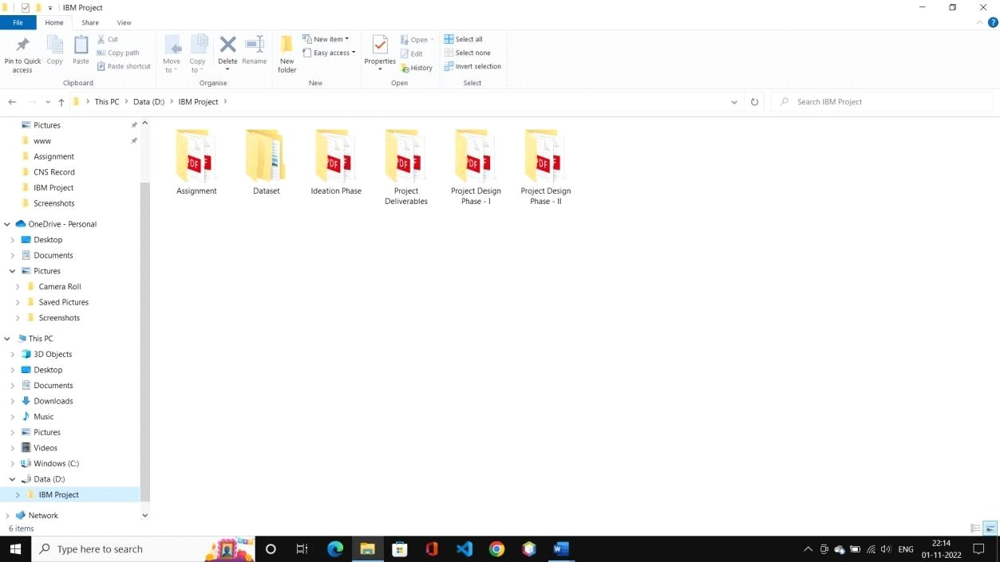 IBM Project
File Home Share View
Pin to Quick access
Copy
Paste
Cut
Copy path
Paste shortcut
Clipboard
Move to
Copy to
Delete
Rename
Organise
New folder
New item
Easy access
New
Properties
Open
Edit
History
Open
Select all
Select none
Invert selection
Select
This PC > Data (D:) > IBM Project >
Search IBM Project
Pictures
www
Assignment
CNS Record
IBM Project
Screenshots
OneDrive - Personal
Desktop
Documents
Pictures
Camera Roll
Saved Pictures
Screenshots
This PC
3D Objects
Desktop
Documents
Downloads
Music
Pictures
Videos
Windows (C:)
Data (D:)
IBM Project
Network
PDF
PDF
PDF
PDF
PDF
Assignment
Dataset
Ideation Phase
Project
Deliverables
Project Design
Phase - I
Project Design
Phase - II
6 items
Type here to search
ENG
22:14
01-11-2022